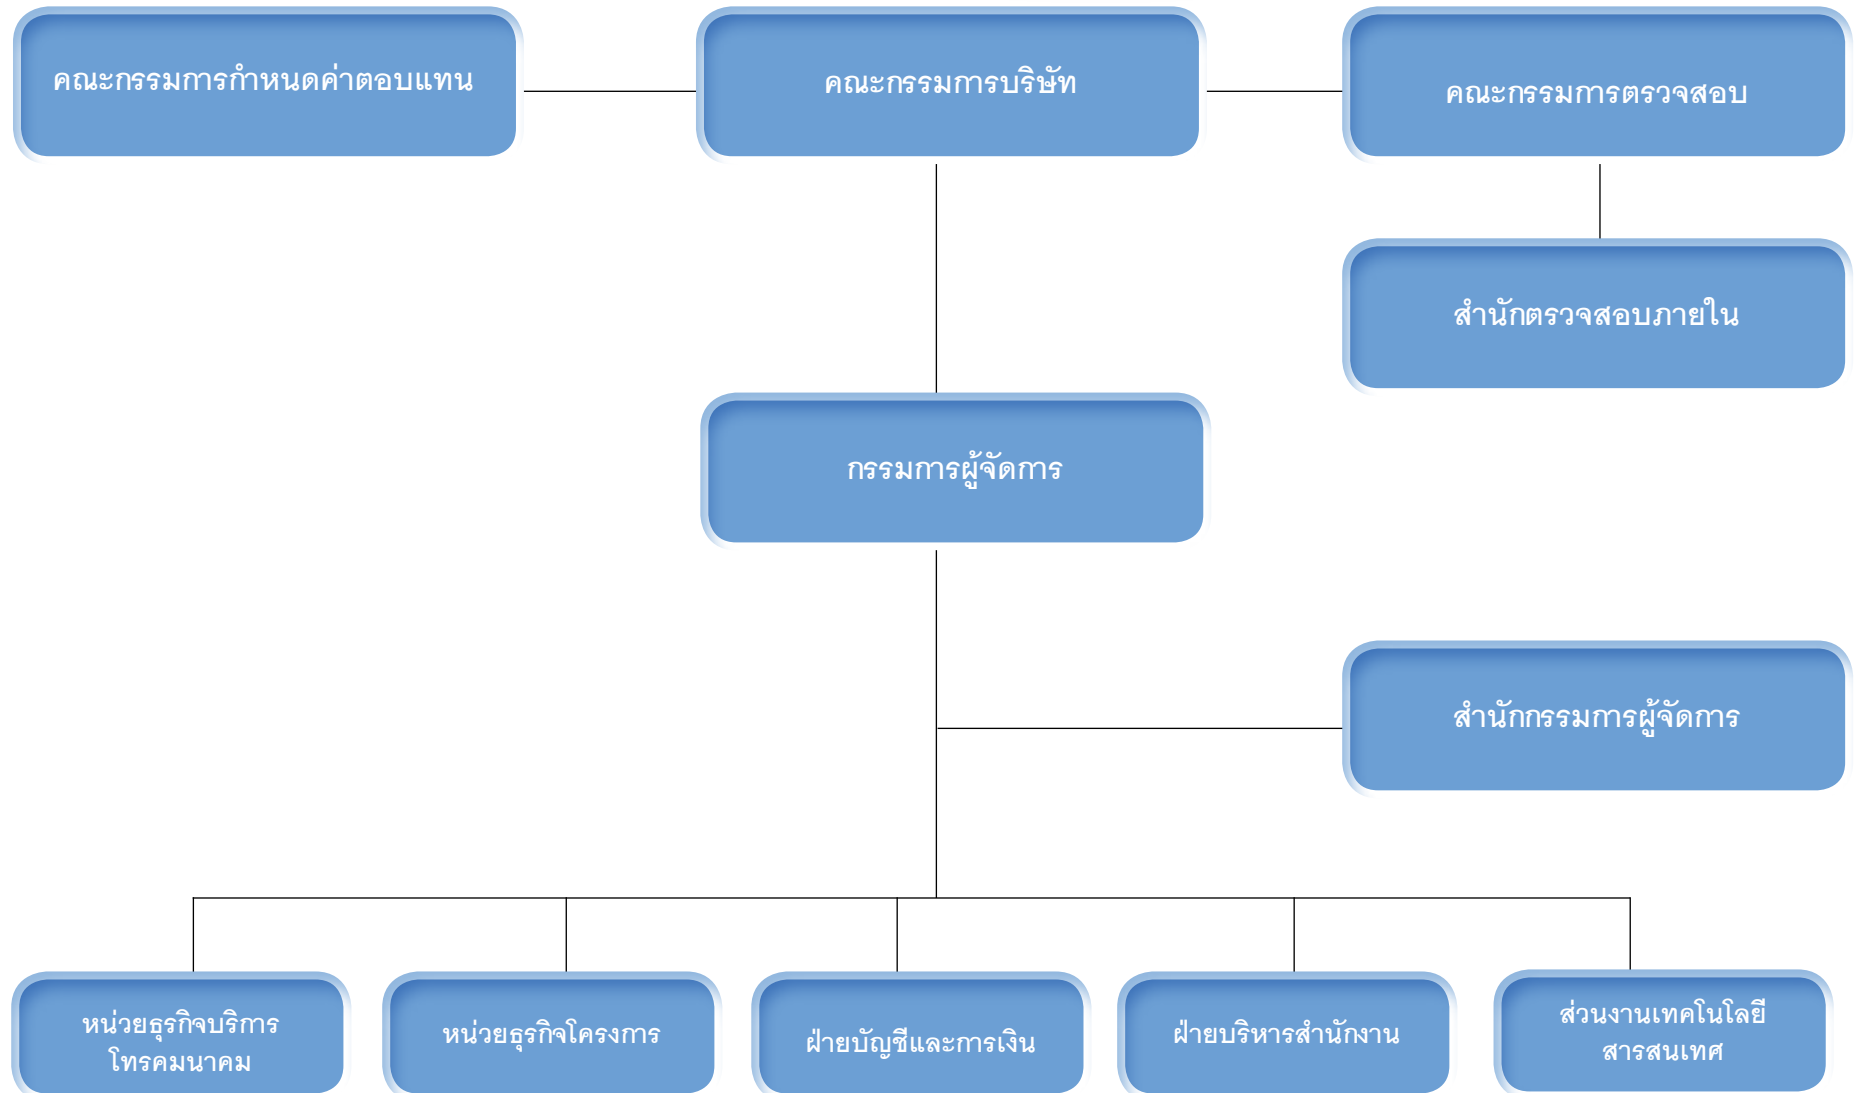 คณะกรรมการกำหนดค่าตอบแทน
คณะกรรมการบริษัท
คณะกรรมการตรวจสอบ
สำนักตรวจสอบภายใน
กรรมการผู้จัดการ
สำนักกรรมการผู้จัดการ
หน่วยธุรกิจบริการ
โทรคมนาคม
หน่วยธุรกิจโครงการ
ฝ่ายบัญชีและการเงิน
ฝ่ายบริหารสำนักงาน
ส่วนงานเทคโนโลยี
สารสนเทศ